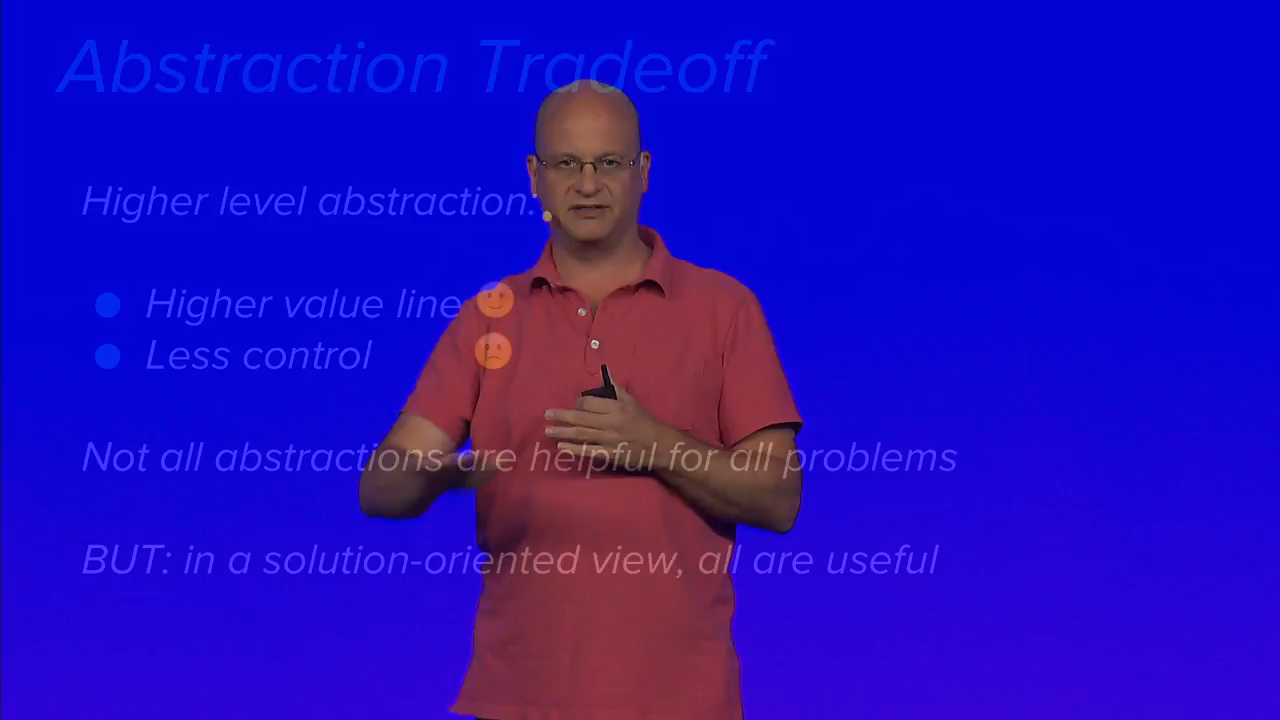 Abstraction Tradeoff
Higher level abstraction:
Higher value line
Less control
Not all abstractions are helpful for all problems
BUT: in a solution-oriented view, all are useful